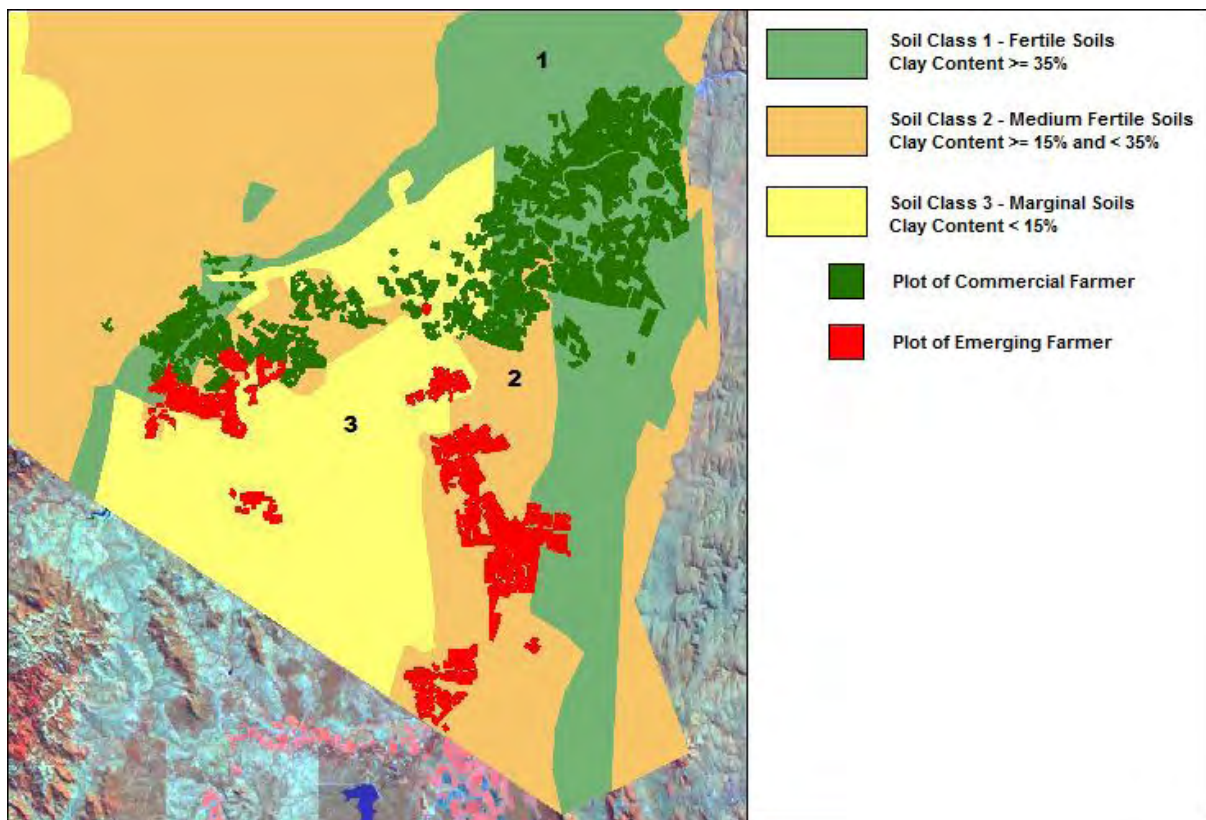 1
2
3
Soil Class 1 - Fertile Soils
Clay Content >= 35%
Soil Class 2 - Medium Fertile Soils
Clay Content >= 15% and < 35%
Soil Class 3 - Marginal Soils
Clay Content < 15%
Plot of Commercial Farmer
Plot of Emerging Farmer